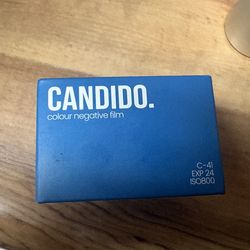 CANDIDO.
colour negative film
C-41
EXP 24
ISO800